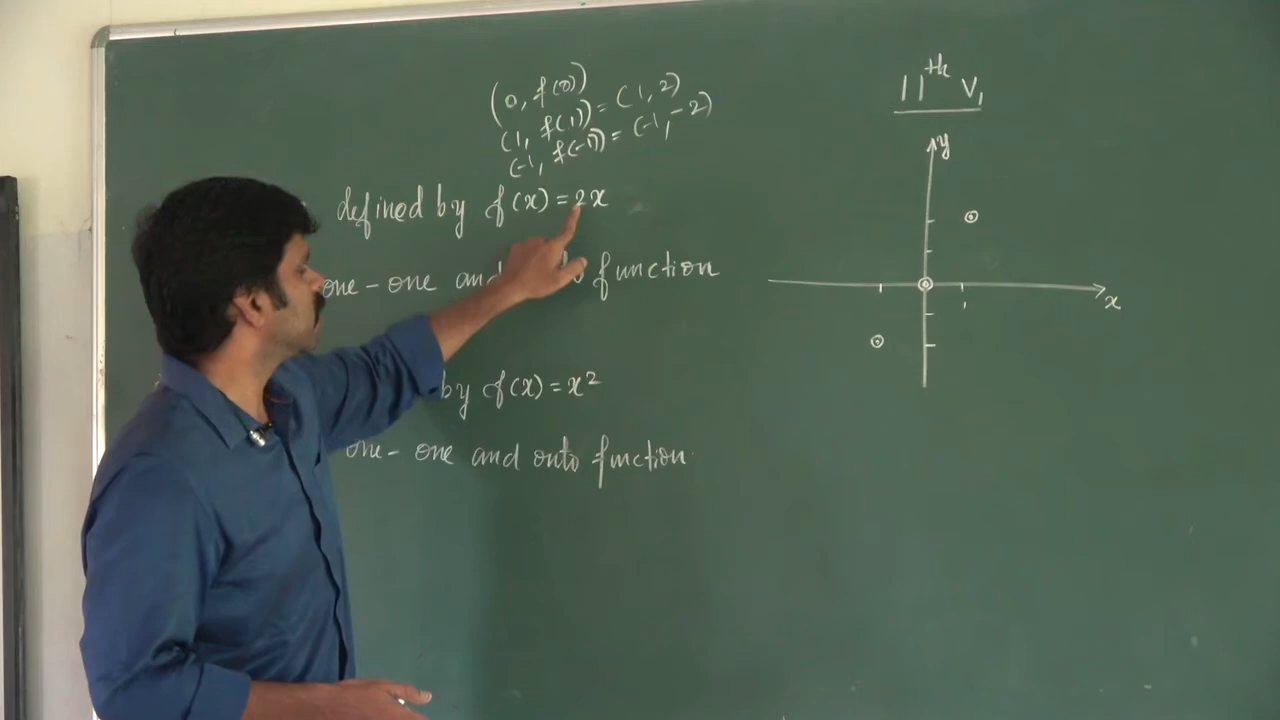 (0, f(0))
(1, f(1)) = (1, 2)
(-1, f(-1)) = (-1, -2)
defined by f(x) = 2x
one-one and function
by f(x) = x²
one-one and onto function.
11th V₁
y
x